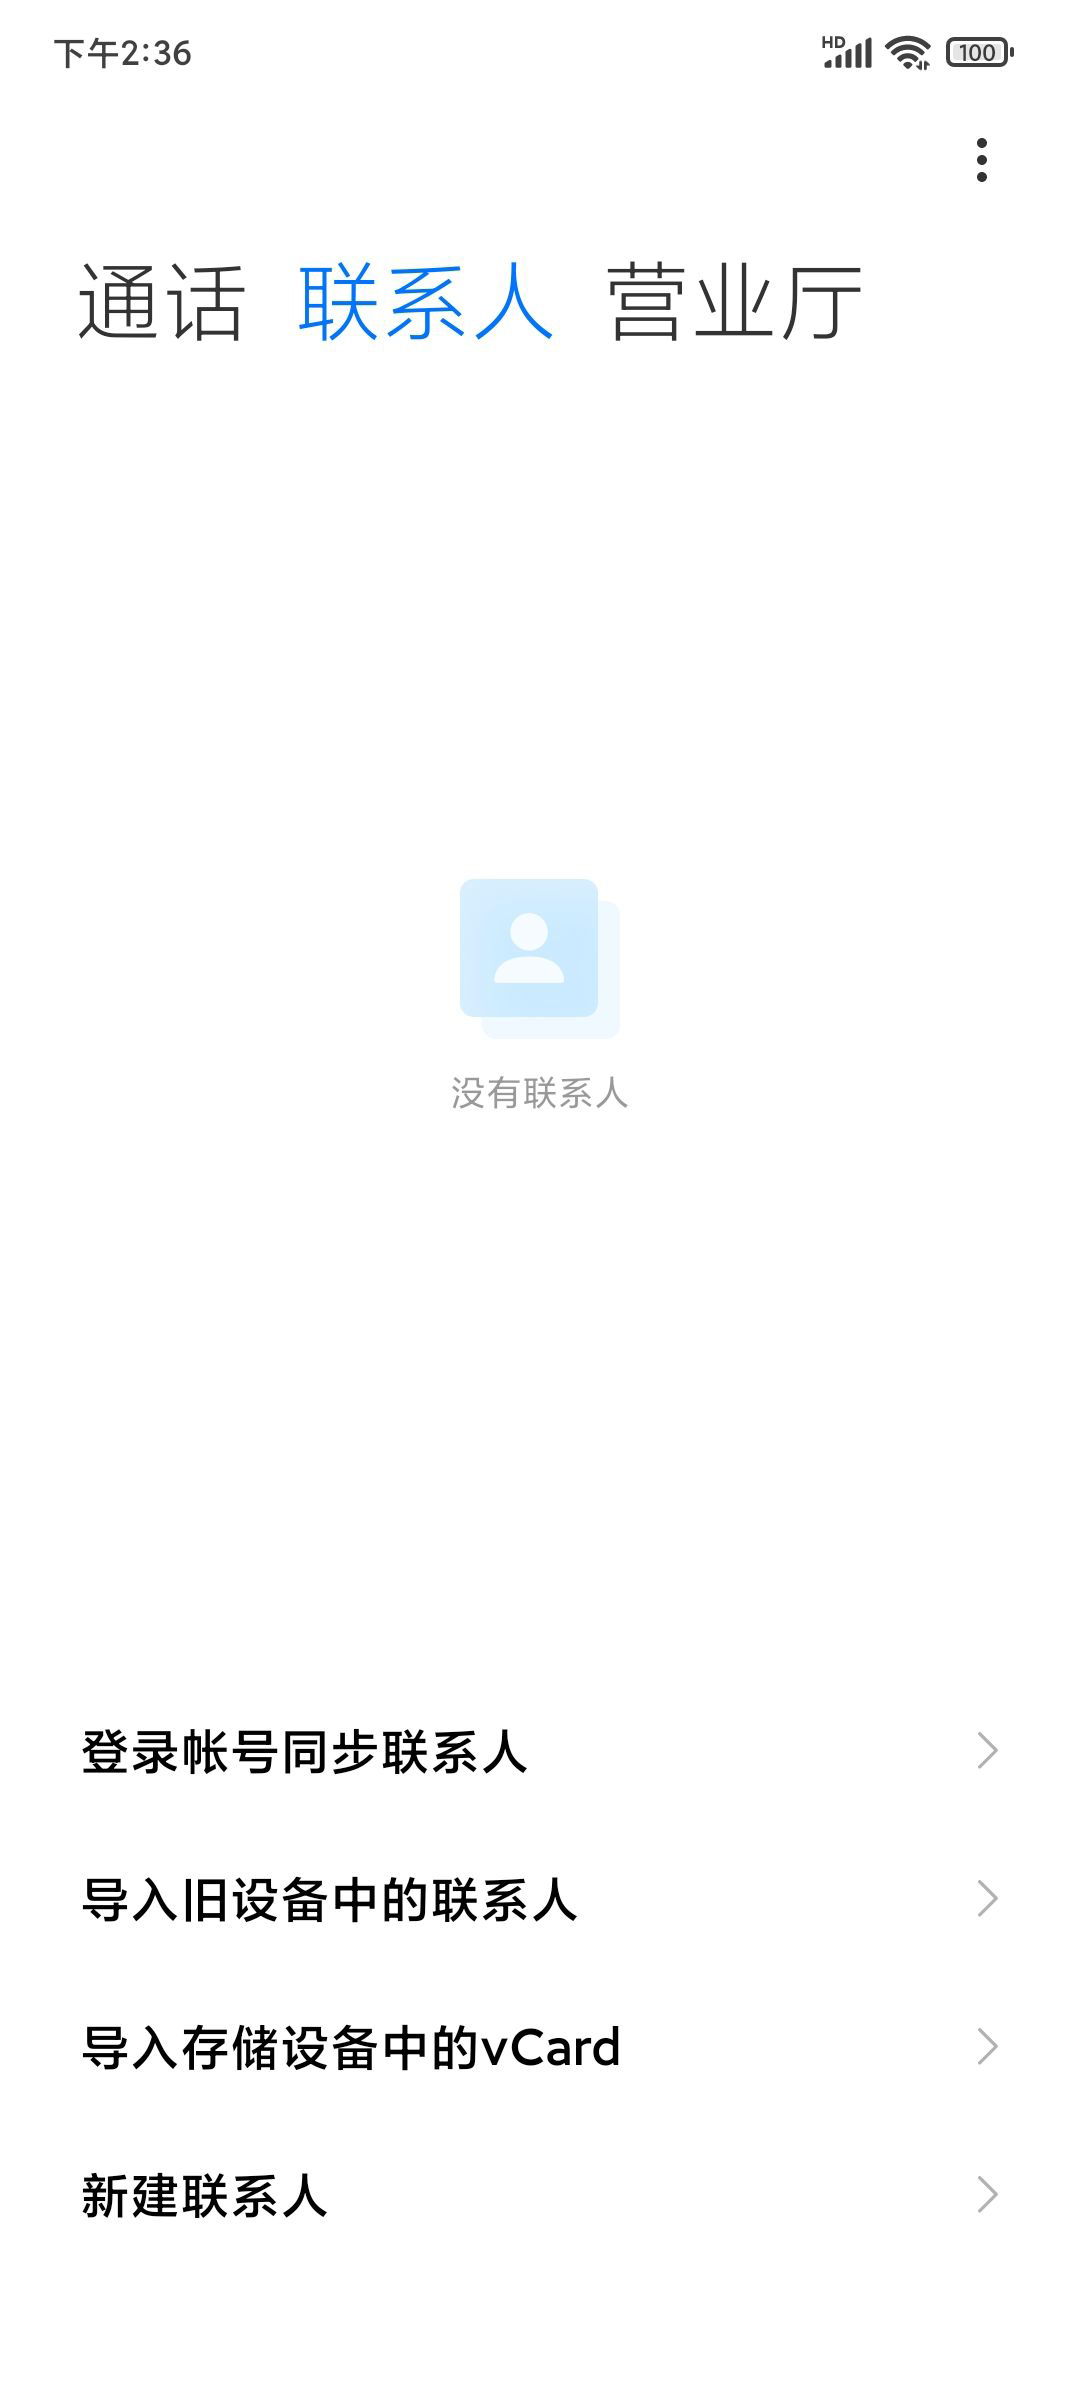 下午2:36
HD
100
通话 联系人 营业厅
没有联系人
登录帐号同步联系人
导入旧设备中的联系人
导入存储设备中的vCard
新建联系人